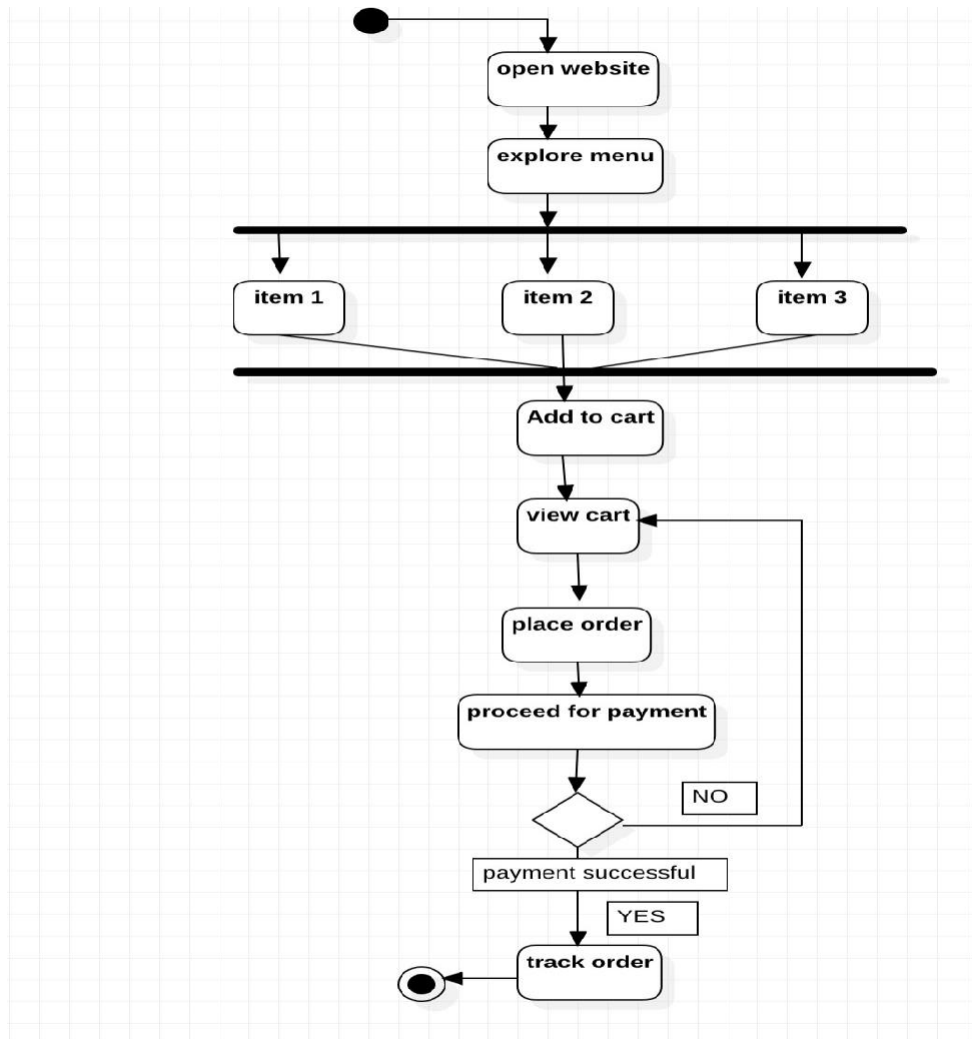 open website
explore menu
item 1
item 2
item 3
Add to cart
view cart
place order
proceed for payment
NO
payment successful
YES
track order